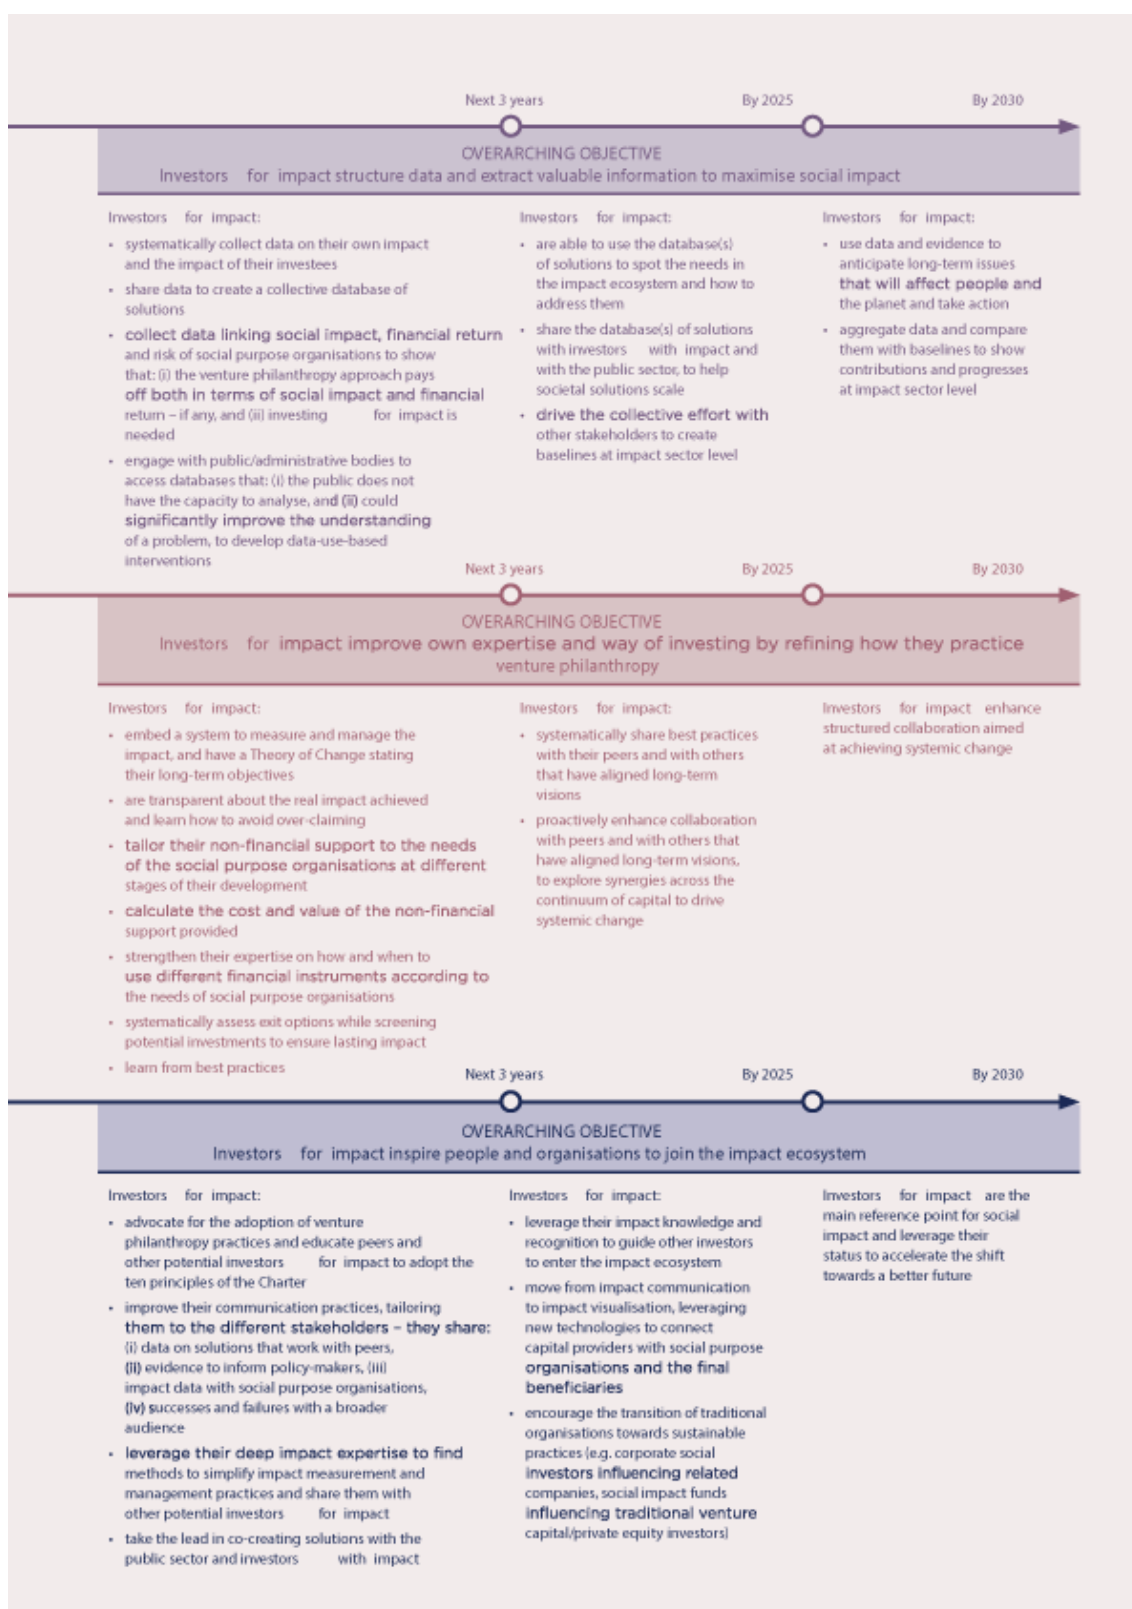 Next 3 years By 2025 By 2030
OVERARCHING OBJECTIVE
Investors for impact structure data and extract valuable information to maximise social impact
Investors for impact:
• systematically collect data on their own impact
and the impact of their investees
• share data to create a collective database of
solutions
• collect data linking social impact, financial return
and risk of social purpose organisations to show
that: (i) the venture philanthropy approach pays
off both in terms of social impact and financial
return – if any, and (ii) investing for impact is
needed
• engage with public/administrative bodies to
access databases that: (i) the public does not
have the capacity to analyse, and (ii) could
significantly improve the understanding
of a problem, to develop data-use-based
interventions
Investors for impact:
• are able to use the database(s)
of solutions to spot the needs in
the impact ecosystem and how to
address them
• share the database(s) of solutions
with investors with impact and
with the public sector, to help
societal solutions scale
• drive the collective effort with
other stakeholders to create
baselines at impact sector level
Investors for impact:
• use data and evidence to
anticipate long-term issues
that will affect people and
the planet and take action
• aggregate data and compare
them with baselines to show
contributions and progresses
at impact sector level
Next 3 years By 2025 By 2030
OVERARCHING OBJECTIVE
Investors for impact improve own expertise and way of investing by refining how they practice
venture philanthropy
Investors for impact:
• embed a system to measure and manage the
impact, and have a Theory of Change stating
their long-term objectives
• are transparent about the real impact achieved
and learn how to avoid over-claiming
• tailor their non-financial support to the needs
of the social purpose organisations at different
stages of their development
• calculate the cost and value of the non-financial
support provided
• strengthen their expertise on how and when to
use different financial instruments according to
the needs of social purpose organisations
• systematically assess exit options while screening
potential investments to ensure lasting impact
• learn from best practices
Investors for impact:
• systematically share best practices
with their peers and with others
that have aligned long-term
visions
• proactively enhance collaboration
with peers and with others that
have aligned long-term visions,
to explore synergies across the
continuum of capital to drive
systemic change
Investors for impact enhance
structured collaboration aimed
at achieving systemic change
Next 3 years By 2025 By 2030
OVERARCHING OBJECTIVE
Investors for impact inspire people and organisations to join the impact ecosystem
Investors for impact:
• advocate for the adoption of venture
philanthropy practices and educate peers and
other potential investors for impact to adopt the
ten principles of the Charter
• improve their communication practices, tailoring
them to the different stakeholders – they share:
(i) data on solutions that work with peers,
(ii) evidence to inform policy-makers, (iii)
impact data with social purpose organisations,
(iv) successes and failures with a broader
audience
• leverage their deep impact expertise to find
methods to simplify impact measurement and
management practices and share them with
other potential investors for impact
• take the lead in co-creating solutions with the
public sector and investors with impact
Investors for impact:
• leverage their impact knowledge and
recognition to guide other investors
to enter the impact ecosystem
• move from impact communication
to impact visualisation, leveraging
new technologies to connect
capital providers with social purpose
organisations and the final
beneficiaries
• encourage the transition of traditional
organisations towards sustainable
practices (e.g. corporate social
investors influencing related
companies, social impact funds
influencing traditional venture
capital/private equity investors)
Investors for impact are the
main reference point for social
impact and leverage their
status to accelerate the shift
towards a better future